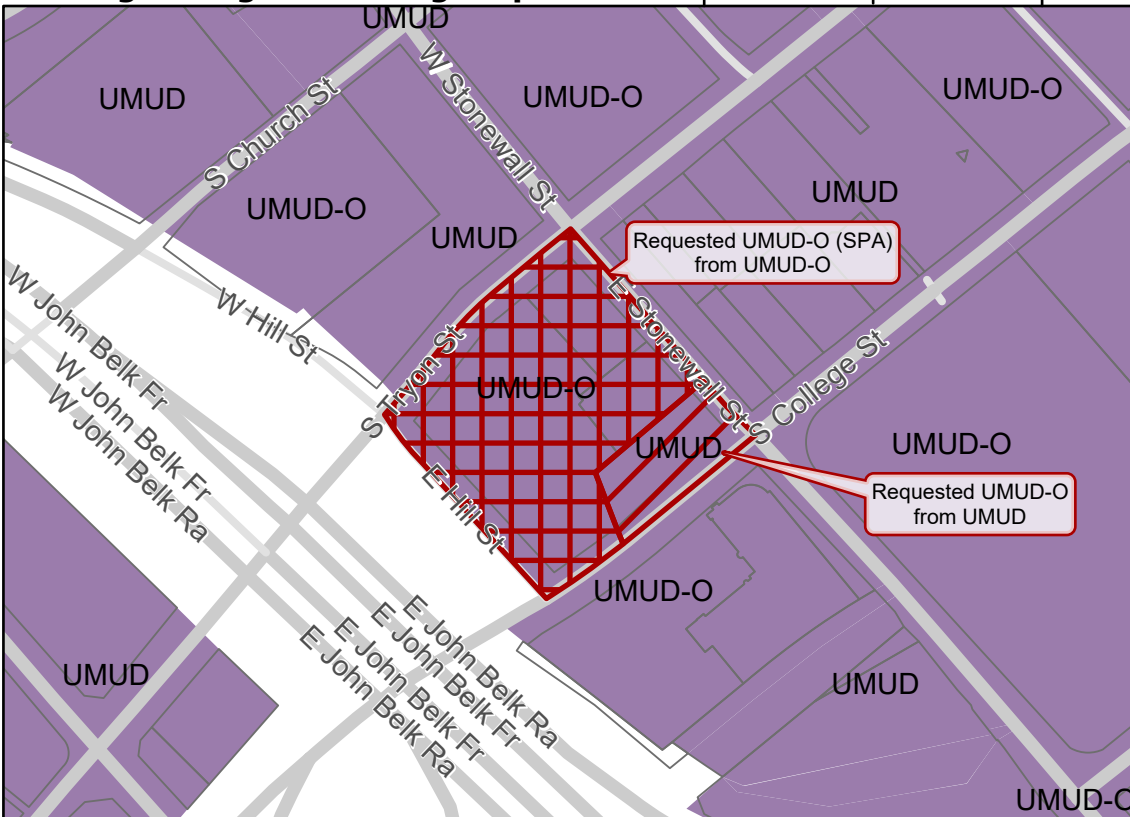 UMUD
W Stonewall St
UMUD
UMUD-O
UMUD-O
S Church St
UMUD-O
UMUD
UMUD
Requested UMUD-O (SPA)
from UMUD-O
W Hill St
W John Belk Fr
W John Belk Fr
W John Belk Ra
E Stonewall St
S Tryon St
UMUD-O
S College St
UMUD
UMUD-O
Requested UMUD-O
from UMUD
E Hill St
UMUD-O
E John Belk Ra
E John Belk Fr
E John Belk Fr
E John Belk Ra
UMUD
UMUD
UMUD-O